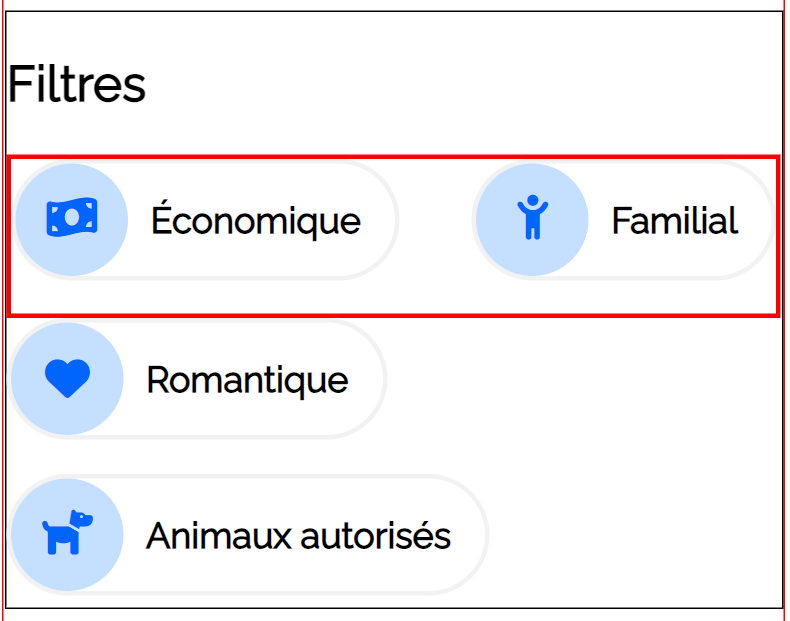 Filtres
Économique Familial
Romantique
Animaux autorisés